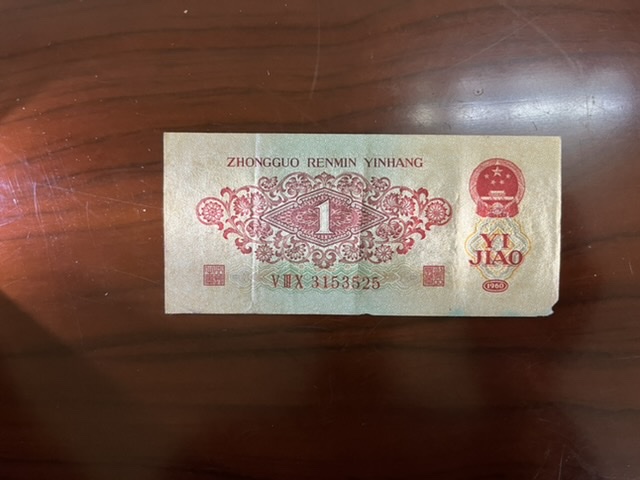 ZHONGGUO RENMIN YINHANG
1
YI
JIAO
VⅢX 3153525
1960